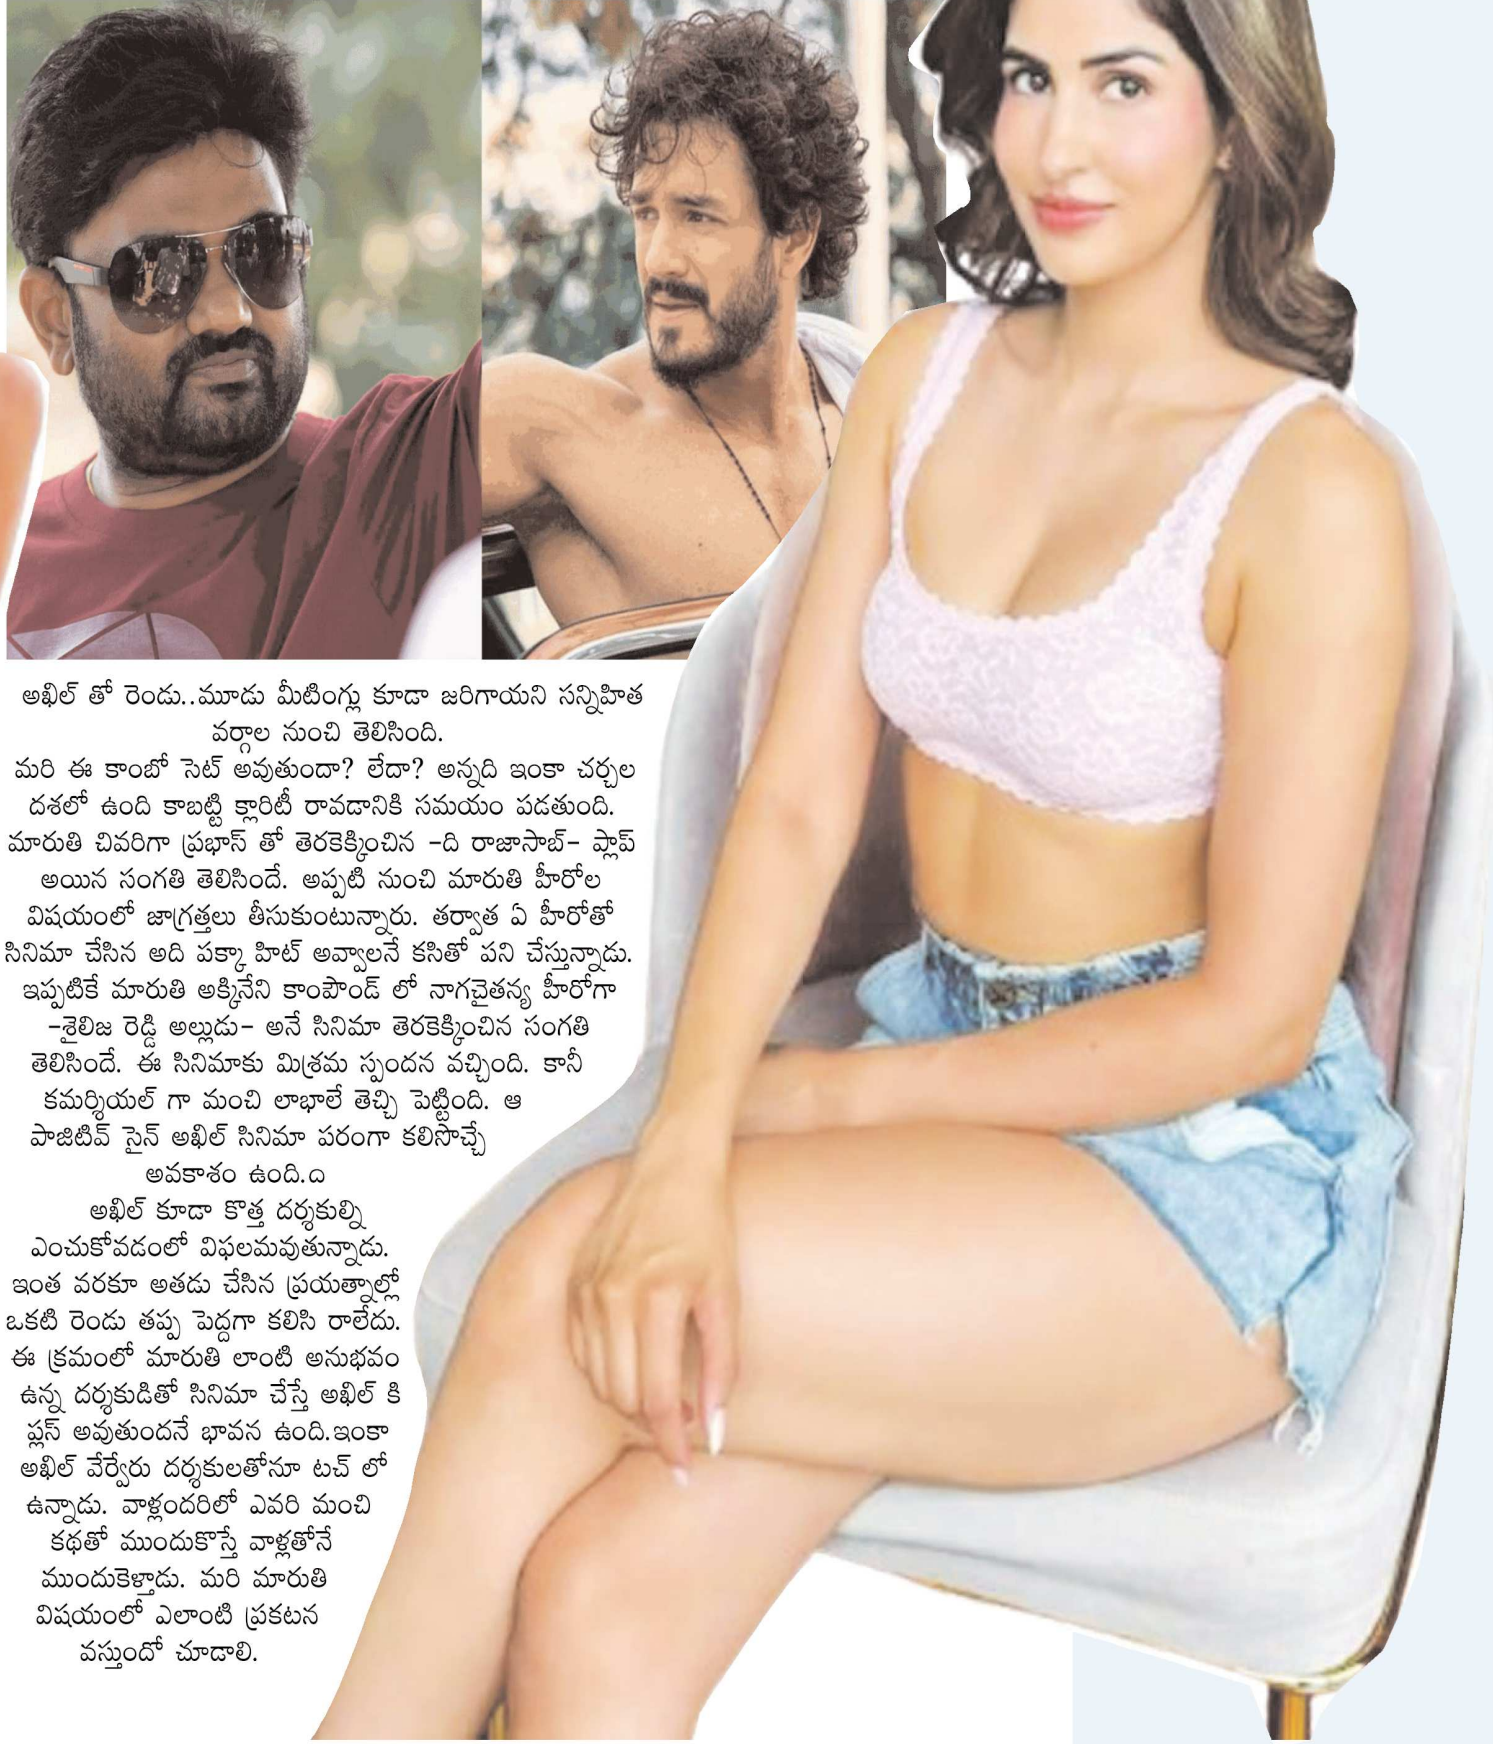 అఖిల్ తో రెండు..మూడు మీటింగ్లు కూడా జరిగాయని సన్నిహిత
వర్గాల నుంచి తెలిసింది.
మరి ఈ కాంబో సెట్ అవుతుందా? లేదా? అన్నది ఇంకా చర్చల
దశలో ఉంది కాబట్టి క్లారిటీ రావడానికి సమయం పడతుంది.
మారుతి చివరిగా ప్రభాస్ తో తెరకెక్కించిన -ది రాజాసాబ్- ప్లాప్
అయిన సంగతి తెలిసిందే. అప్పటి నుంచి మారుతి హీరోల
విషయంలో జాగ్రత్తలు తీసుకుంటున్నారు. తర్వాత ఏ హీరోతో
సినిమా చేసిన అది పక్కా హిట్ అవ్వాలనే కసితో పని చేస్తున్నాడు.
ఇప్పటికే మారుతి అక్కినేని కాంపౌండ్ లో నాగచైతన్య హీరోగా
-శైలిజ రెడ్డి అల్లుడు- అనే సినిమా తెరకెక్కించిన సంగతి
తెలిసిందే. ఈ సినిమాకు మిశ్రమ స్పందన వచ్చింది. కానీ
కమర్శియల్ గా మంచి లాభాలే తెచ్చి పెట్టింది. ఆ
పాజిటివ్ సైన్ అఖిల్ సినిమా పరంగా కలిసొచ్చే
అవకాశం ఉంది.ది
అఖిల్ కూడా కొత్త దర్శకుల్ని
ఎంచుకోవడంలో విఫలమవుతున్నాడు.
ఇంత వరకూ అతడు చేసిన ప్రయత్నాల్లో
ఒకటి రెండు తప్ప పెద్దగా కలిసి రాలేదు.
ఈ క్రమంలో మారుతి లాంటి అనుభవం
ఉన్న దర్శకుడితో సినిమా చేస్తే అఖిల్ కి
ప్లస్ అవుతుందనే భావన ఉంది.ఇంకా
అఖిల్ వేర్వేరు దర్శకులతోనూ టచ్ లో
ఉన్నాడు. వాళ్లందరిలో ఎవరి మంచి
కథతో ముందుకొస్తే వాళ్లతోనే
ముందుకెళ్తాడు. మరి మారుతి
విషయంలో ఎలాంటి ప్రకటన
వస్తుందో చూడాలి.